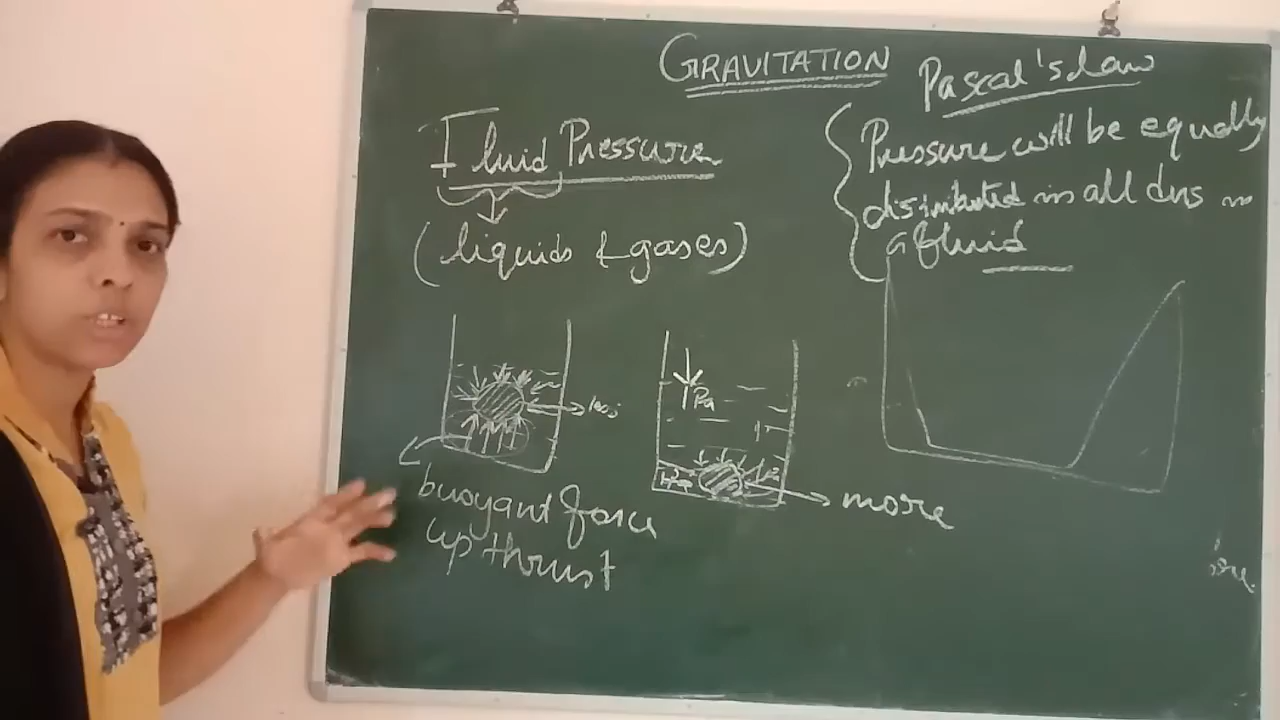 GRAVITATION
Fluid Pressure
(liquids & gases)
less
buoyant force
up thrust
Pa
more
Pascal's law
Pressure will be equally
distributed in all dns in
a fluid